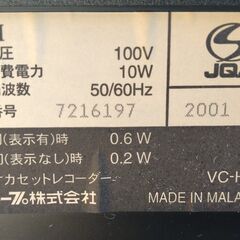 圧 100V
費電力 10W
波数 50/60Hz
番号 7216197 2001
(表示有)時 0.6 W
(表示なし)時 0.2 W
オカセットレコーダー VC-H
ープ株式会社
MADE IN MALA
JQA